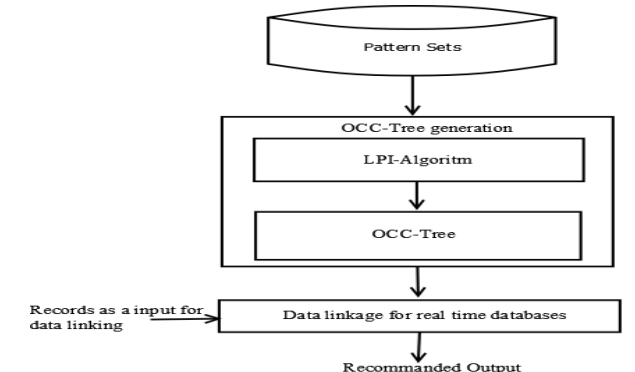 Pattern Sets
OCC-Tree generation
LPI-Algoritm
OCC-Tree
Records as a input for
data linking
Data linkage for real time databases
Recommanded Output